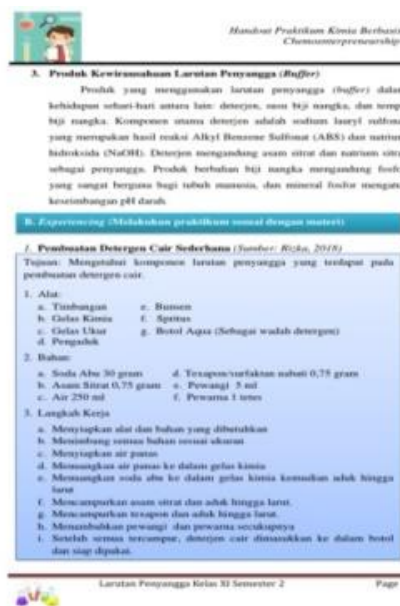 Handout Praktikum Kimia Berbasis
Chemoenterpreneurship
3. Produk Kewirausahaan Larutan Penyangga (Buffer)
Produk yang menggunakan larutan penyangga (buffer) dalam
kehidupan sehari-hari antara lain: deterjen, susu biji nangka, dan tempe
biji nangka. Komponen utama deterjen adalah sodium lauryl sulfonat
yang merupakan hasil reaksi Alkyl Benzene Sulfonat (ABS) dan natrium
hidroksida (NaOH). Deterjen mengandung asam sitrat dan natrium sitrat
sebagai penyangga. Produk berbahan biji nangka mengandung fosfor
yang sangat berguna bagi tubuh manusia, dan mineral fosfor mengatur
keseimbangan pH darah.
B. Experiencing (Melakukan praktikum sesuai dengan materi)
1. Pembuatan Detergen Cair Sederhana (Sumber: Rizka, 2018)
Tujuan: Mengetahui komponen larutan penyangga yang terdapat pada
pembuatan detergen cair.
1. Alat:
a. Timbangan e. Bunsen
b. Gelas Kimia f. Spritus
c. Gelas Ukur g. Botol Aqua (Sebagai wadah detergen)
d. Pengaduk
2. Bahan:
a. Soda Abu 30 gram d. Texapon/surfaktan nabati 0,75 gram
b. Asam Sitrat 0,75 gram e. Pewangi 5 ml
c. Air 250 ml f. Pewarna 1 tetes
3. Langkah Kerja
a. Menyiapkan alat dan bahan yang dibutuhkan
b. Menimbang semua bahan sesuai ukuran
c. Menyiapkan air panas
d. Menuangkan air panas ke dalam gelas kimia
e. Menuangkan soda abu ke dalam gelas kimia kemudian aduk hingga
larut
f. Mencampurkan asam sitrat dan aduk hingga larut.
g. Mencampurkan texapon dan aduk hingga larut.
h. Menambahkan pewangi dan pewarna secukupnya
i. Setelah semua tercampur, deterjen cair dimasukkan ke dalam botol
dan siap dipakai.
Larutan Penyangga Kelas XI Semester 2 Page